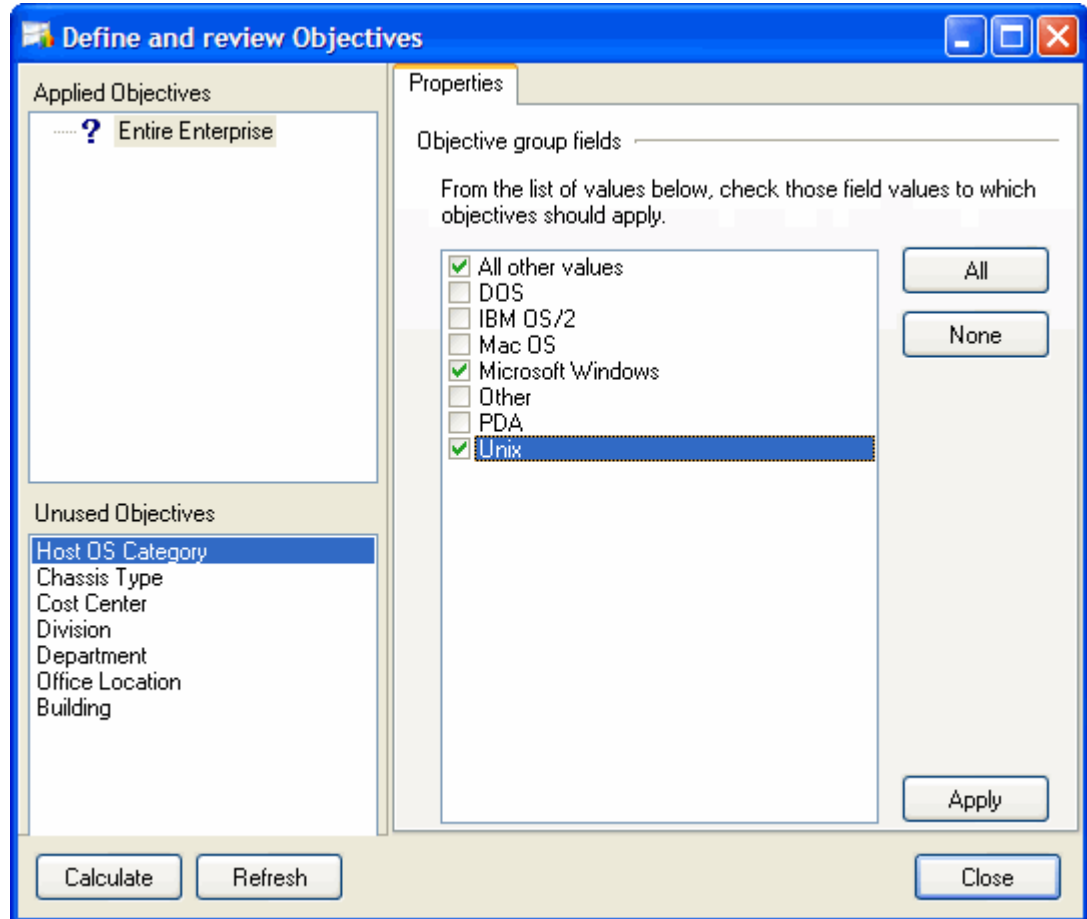 Define and review Objectives
Applied Objectives
? Entire Enterprise
Unused Objectives
Host OS Category
Chassis Type
Cost Center
Division
Department
Office Location
Building
Properties
Objective group fields
From the list of values below, check those field values to which
objectives should apply.
All other values
DOS
IBM OS/2
Mac OS
Microsoft Windows
Other
PDA
Unix
All
None
Apply
Calculate
Refresh
Close